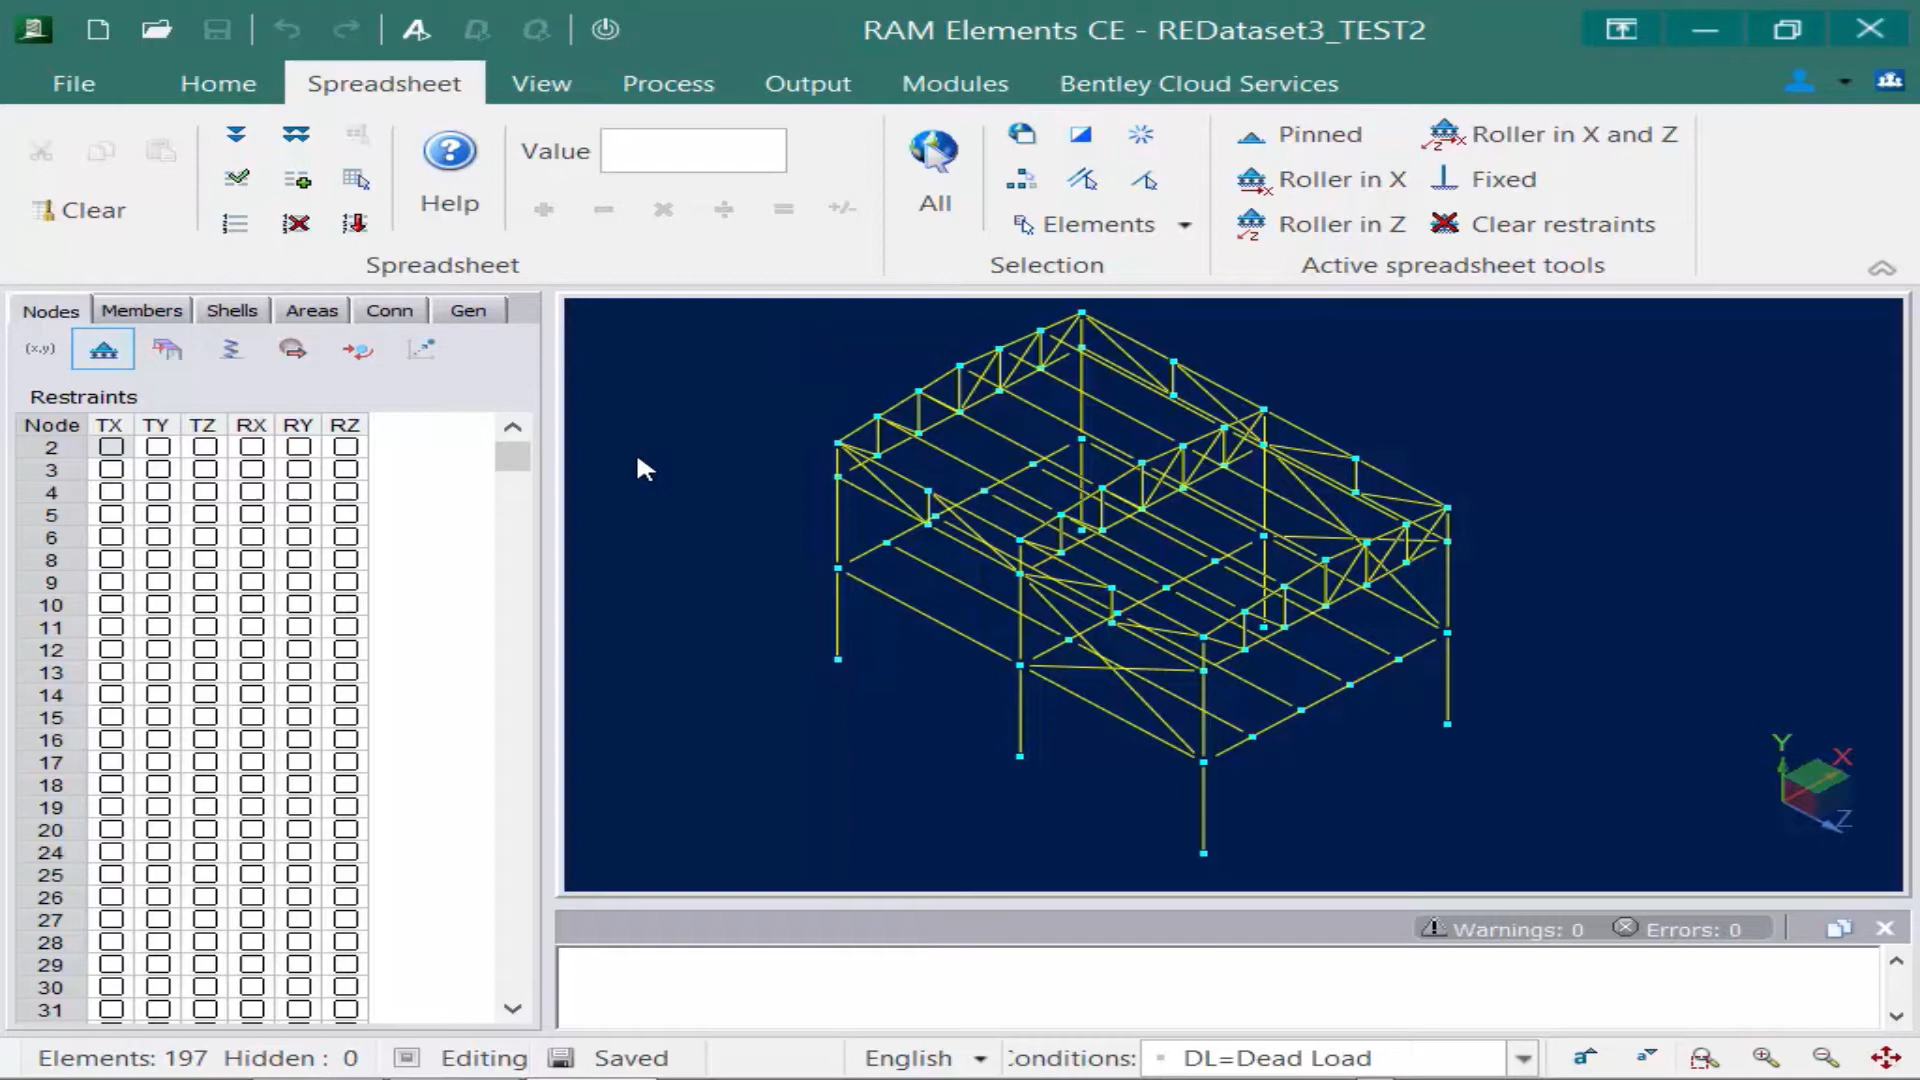 RAM Elements CE - REDataset3_TEST2
File Home Spreadsheet View Process Output Modules Bentley Cloud Services
Clear
Help
Value
Spreadsheet
All
Elements
Selection
Pinned
Roller in X and Z
Roller in X
Fixed
Roller in Z
Clear restraints
Active spreadsheet tools
Nodes Members Shells Areas Conn Gen
(x,y)
Restraints
Node TX TY TZ RX RY RZ
2
3
4
5
6
8
9
10
11
12
13
14
15
16
17
18
19
20
24
25
26
27
28
29
30
31
Y
X
Z
Warnings: 0 Errors: 0
Elements: 197 Hidden : 0 Editing Saved English onditions: DL=Dead Load